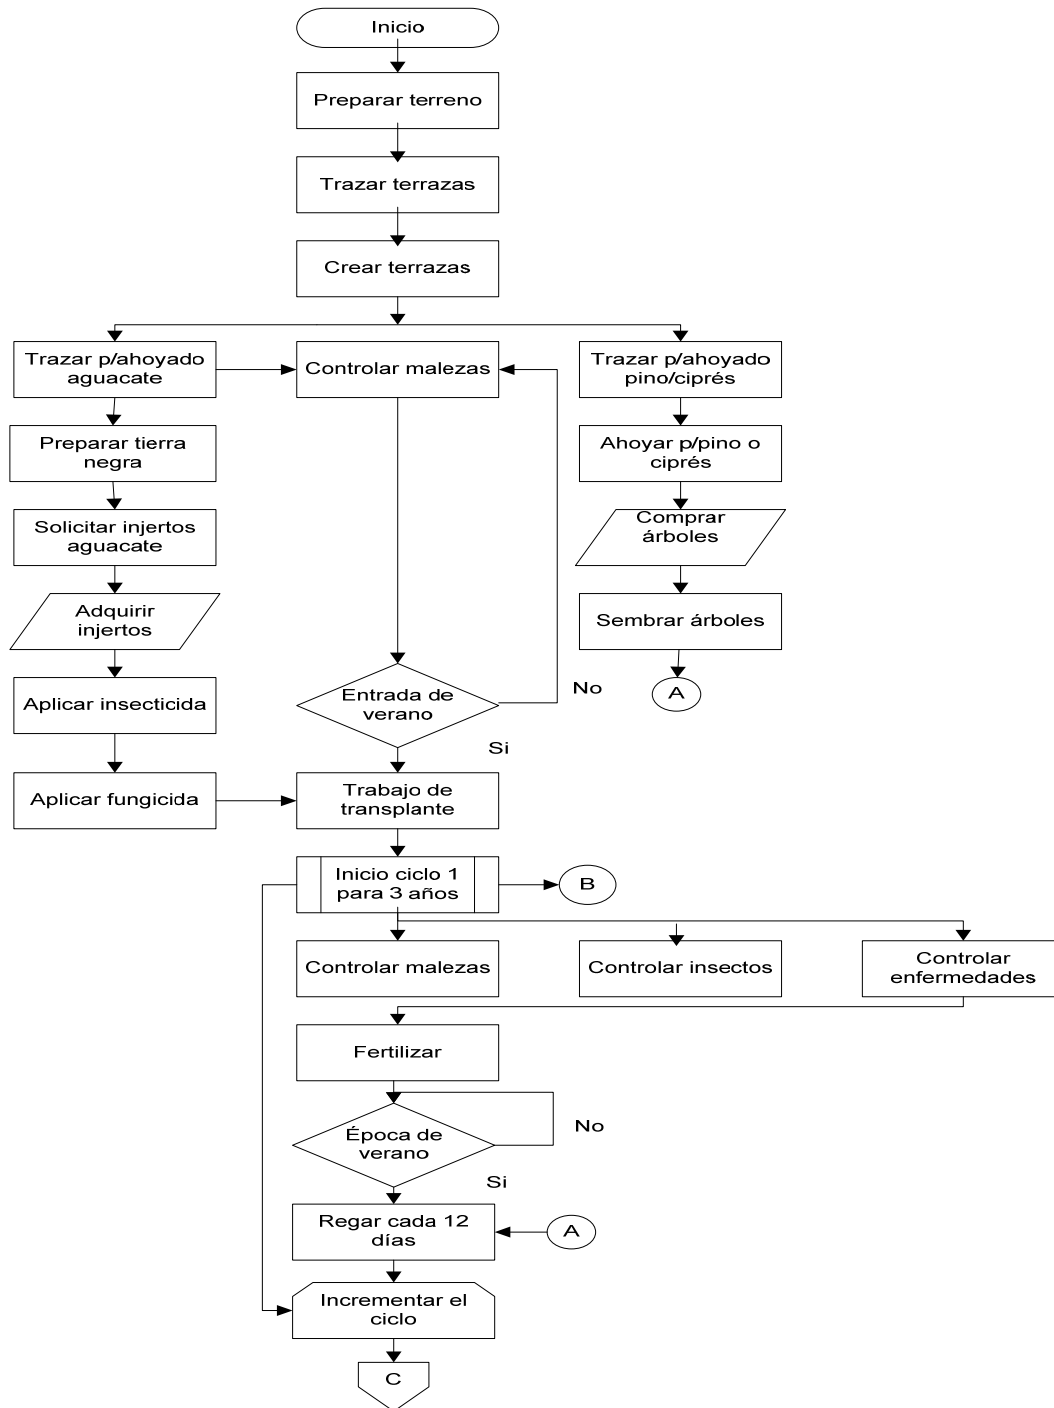 Inicio
Preparar terreno
Trazar terrazas
Crear terrazas
Trazar p/ahoyado
aguacate
Controlar malezas
Trazar p/ahoyado
pino/ciprés
Preparar tierra
negra
Ahoyar p/pino o
ciprés
Solicitar injertos
aguacate
Comprar
árboles
Adquirir
injertos
Sembrar árboles
Aplicar insecticida
Entrada de
verano
No
A
Si
Aplicar fungicida
Trabajo de
transplante
Inicio ciclo 1
para 3 años
B
Controlar malezas
Controlar insectos
Controlar
enfermedades
Fertilizar
Época de
verano
No
Si
Regar cada 12
días
A
Incrementar el
ciclo
C